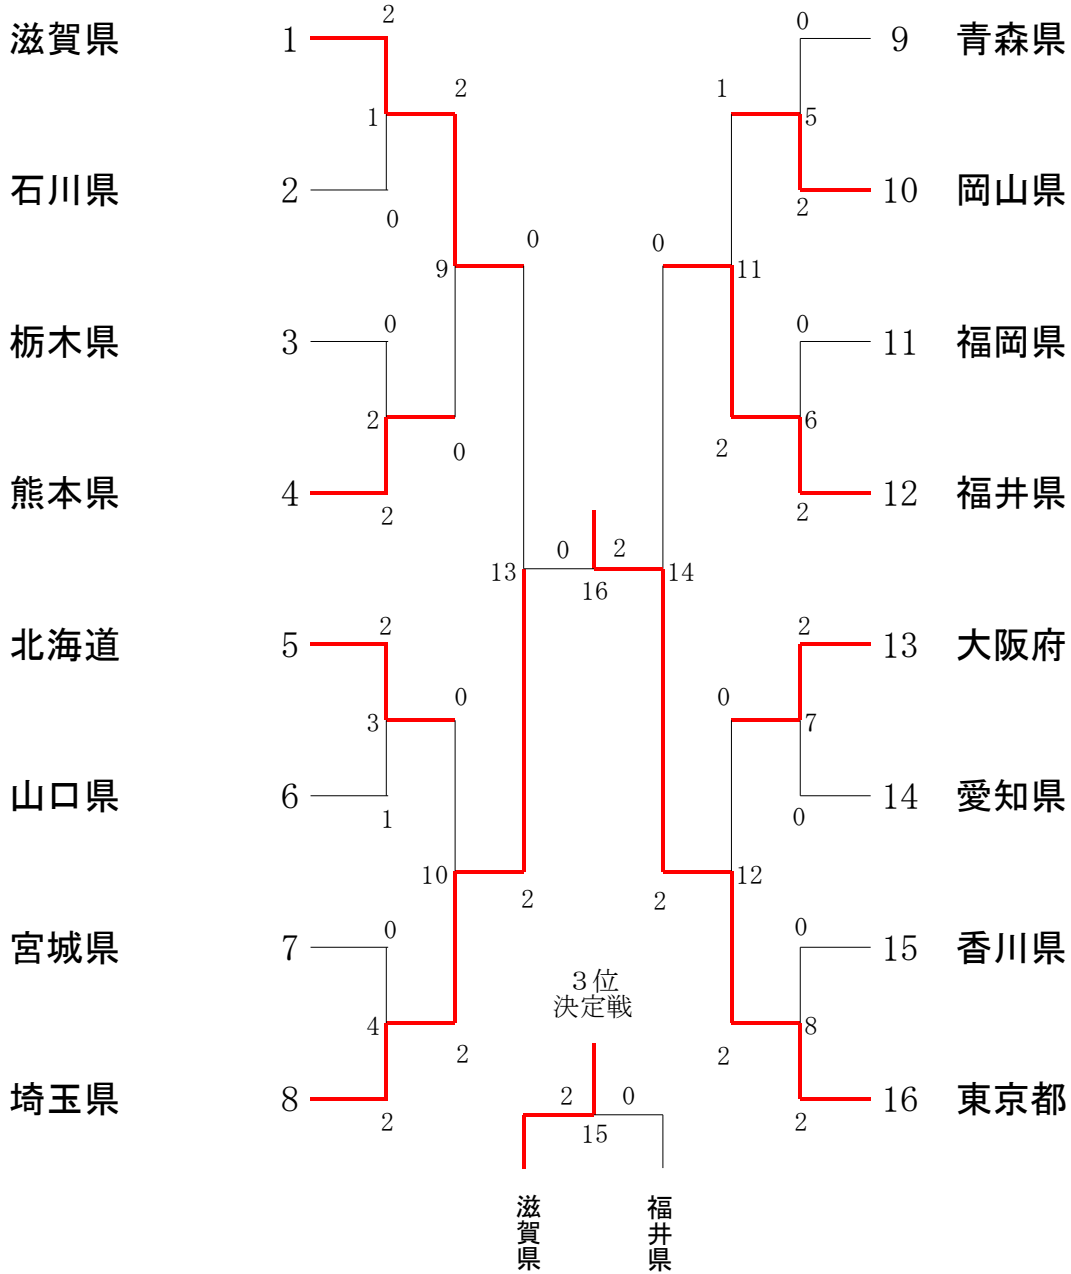 2
0
滋賀県 1
9 青森県
2
1
1
5
石川県 2
2
10 岡山県
0
0
0
9
11
0
0
栃木県 3
11 福岡県
2
6
0
2
熊本県 4
12 福井県
2
2
0
2
13
14
16
2
2
北海道 5
13 大阪府
0
0
3
7
山口県 6
14 愛知県
1
0
10
12
2
2
0
0
宮城県 7
15 香川県
3位
決定戦
4
8
2
2
2
0
埼玉県 8
16 東京都
2
2
15
滋賀県
福井県